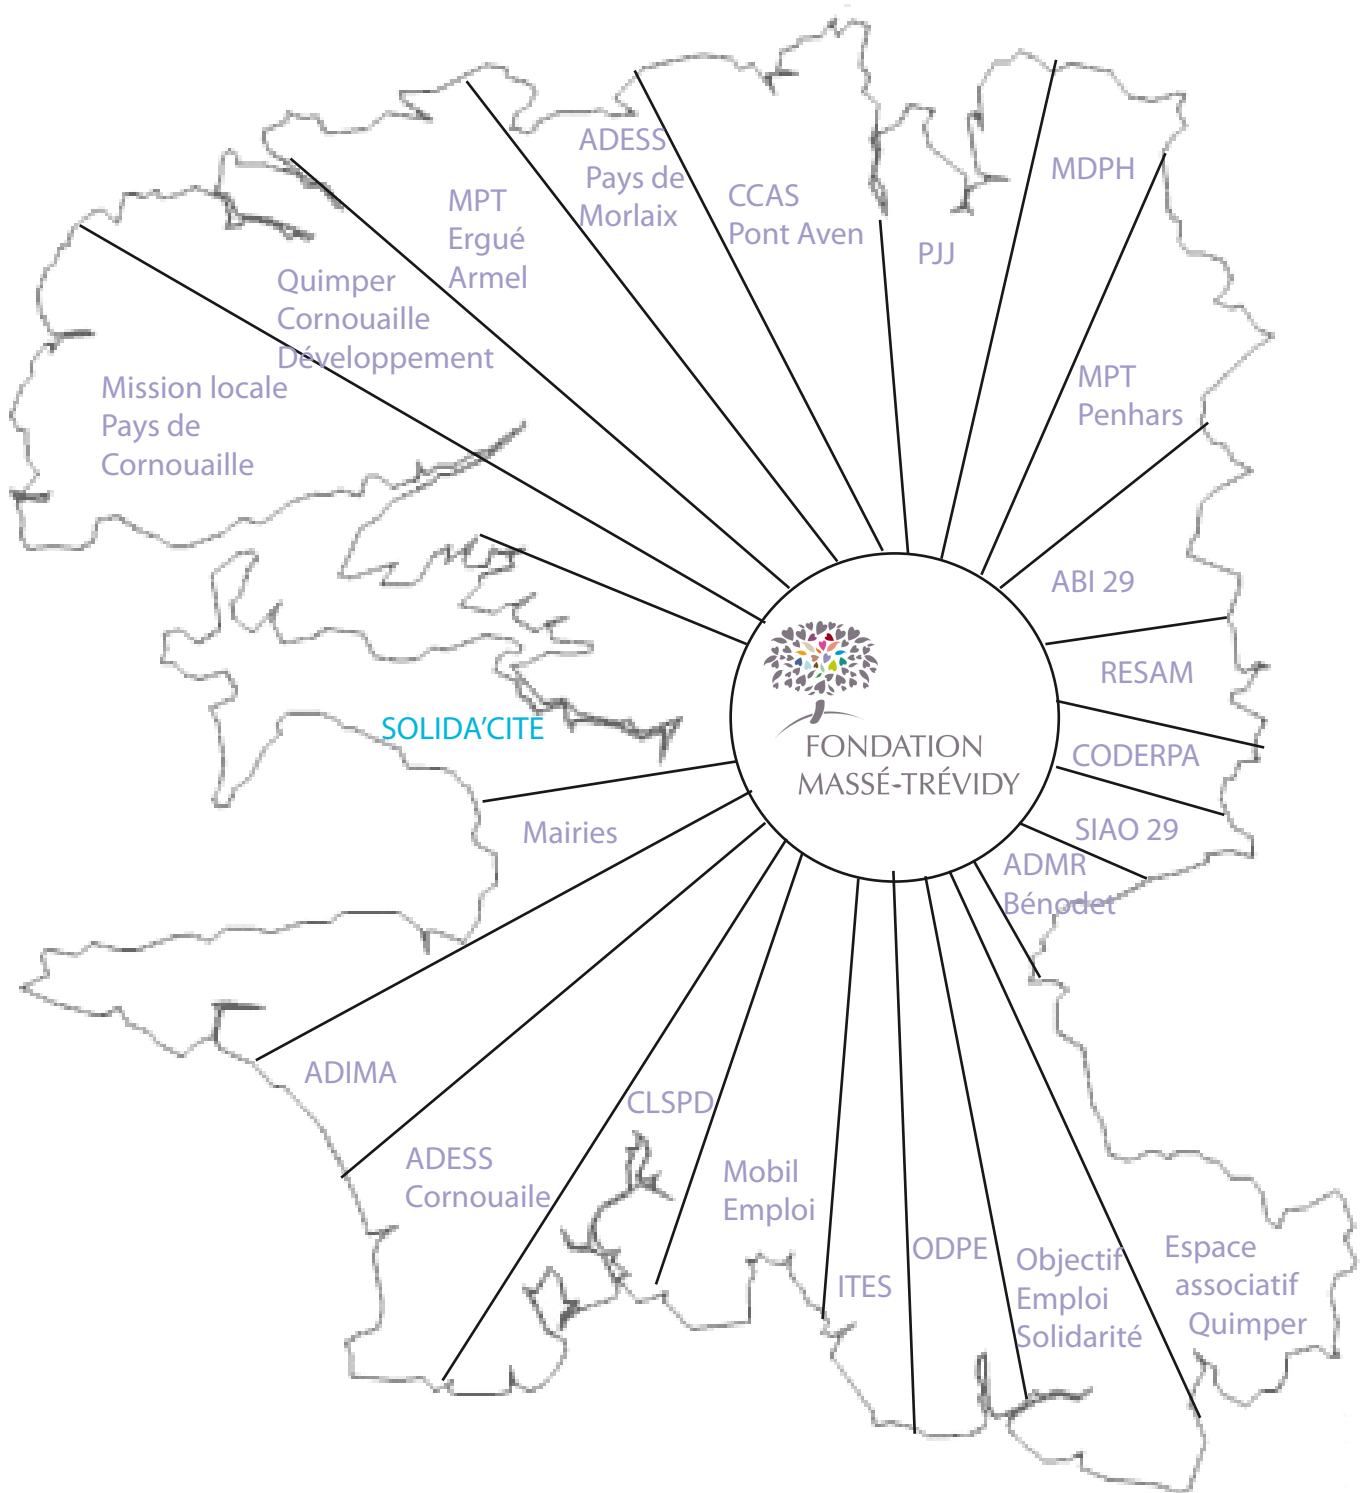 ADESS
Pays de
Morlaix
CCAS
Pont Aven
MDPH
PJJ
MPT
Ergué
Armel
Quimper
Cornouaille
Développement
Mission locale
Pays de
Cornouaille
MPT
Penhars
ABI 29
RESAM
CODERPA
SIAO 29
ADMR
Bénodet
SOLIDA'CITE
FONDATION
MASSÉ-TRÉVIDY
Mairies
ADIMA
ADESS
Cornouaile
CLSPD
Mobil
Emploi
ITES
ODPE
Objectif
Emploi
Solidarité
Espace
associatif
Quimper